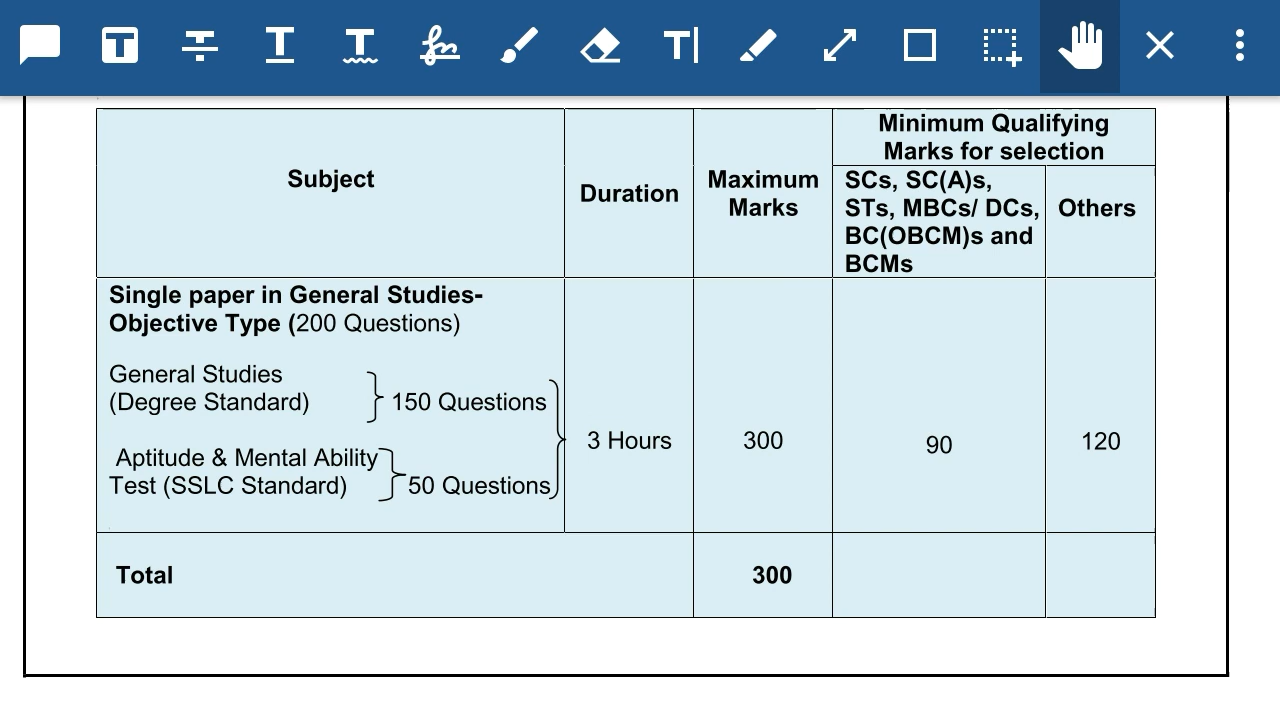 Subject
Duration
Maximum
Marks
Minimum Qualifying
Marks for selection
SCs, SC(A)s,
STs, MBCs/ DCs,
BC(OBCM)s and
BCMs
Others
Single paper in General Studies-
Objective Type (200 Questions)
General Studies
(Degree Standard)
150 Questions
Aptitude & Mental Ability
Test (SSLC Standard)
50 Questions
3 Hours
300
90
120
Total
300